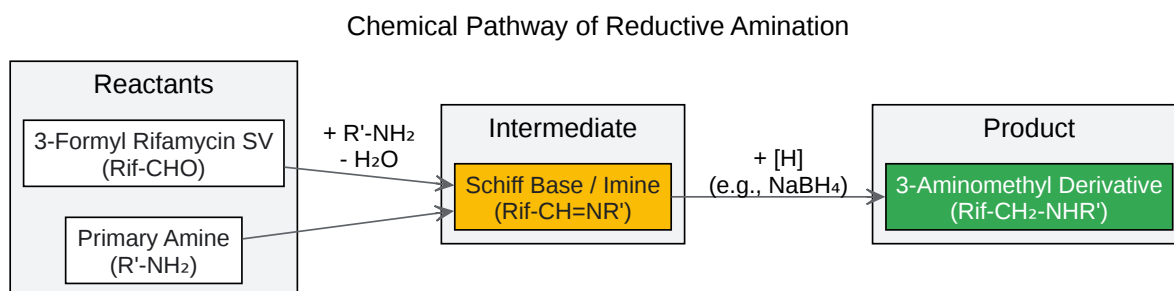 Chemical Pathway of Reductive Amination
Reactants
3-Formyl Rifamycin SV
(Rif-CHO)
Primary Amine
(R'-NH₂)
+ R'-NH₂
- H₂O
Intermediate
Schiff Base / Imine
(Rif-CH=NR')
+ [H]
(e.g., NaBH₄)
Product
3-Aminomethyl Derivative
(Rif-CH₂-NHR')